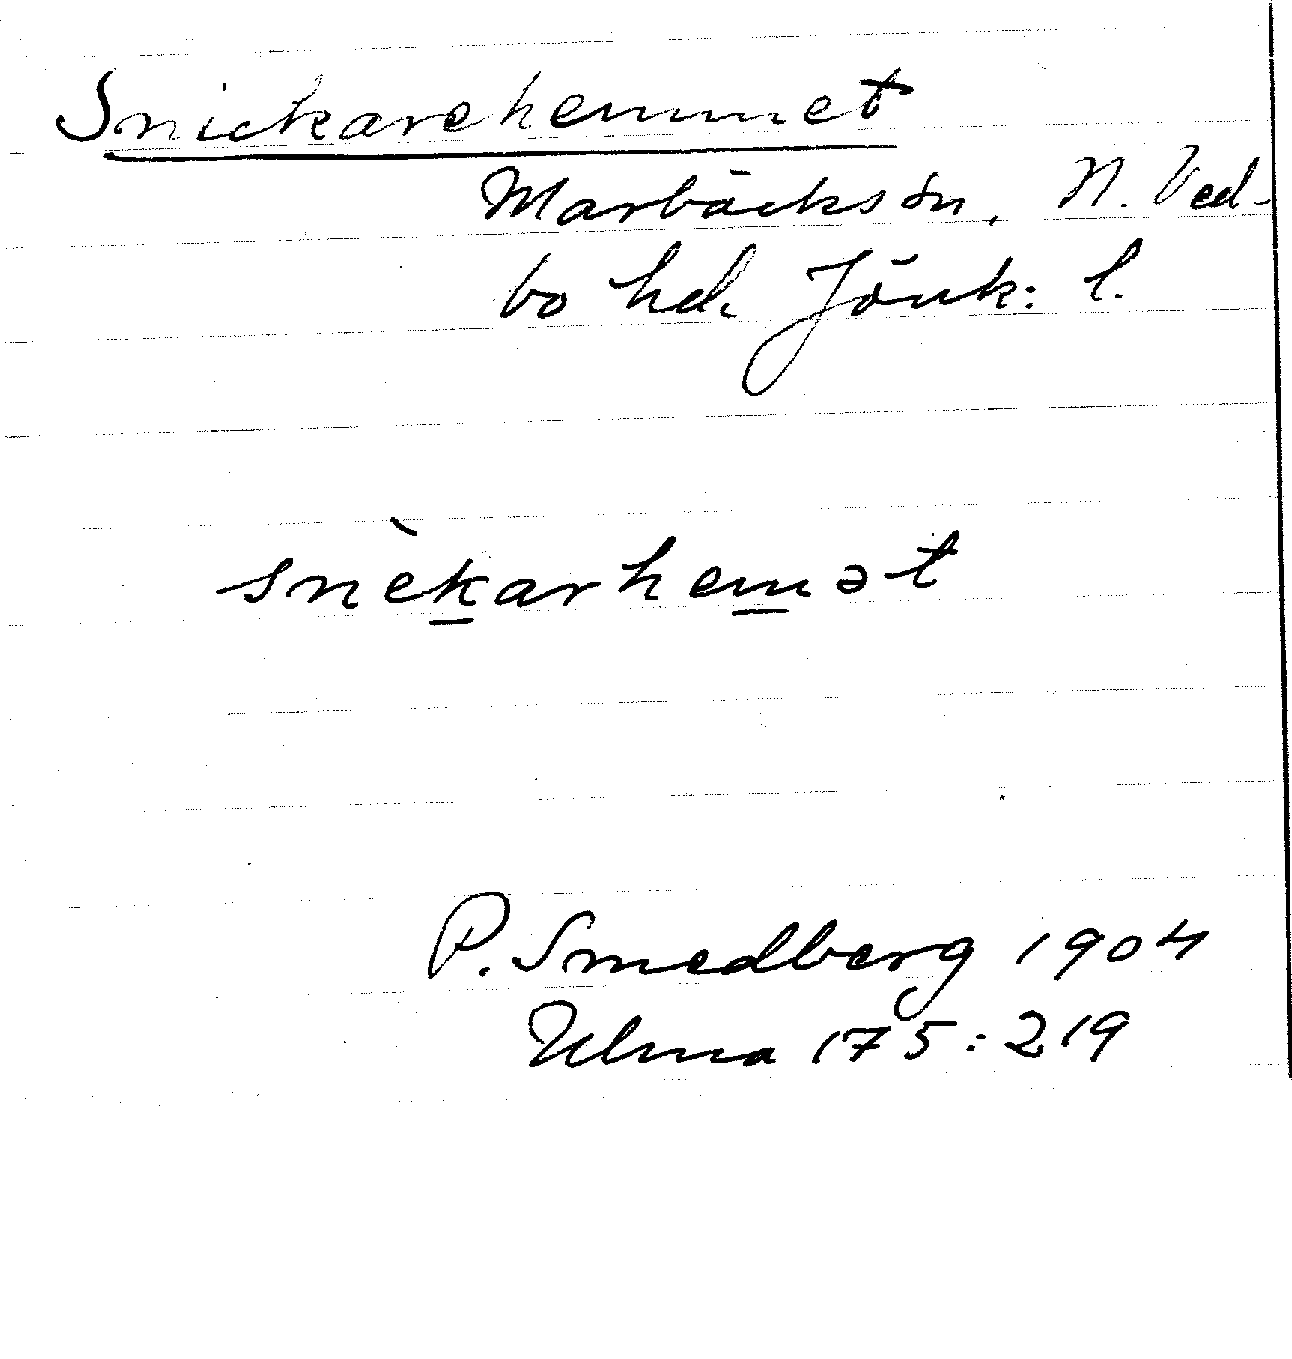 Snickarehemmet
Marbäcks sn, N. Ved-
bo hd. Jönk: l.
snèkarhemət
P. Smedberg 1904
Ulma 175:219